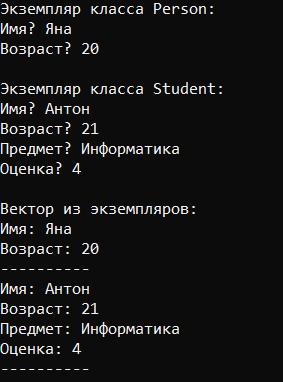 Экземпляр класса Person:
Имя? Яна
Возраст? 20
Экземпляр класса Student:
Имя? Антон
Возраст? 21
Предмет? Информатика
Оценка? 4
Вектор из экземпляров:
Имя: Яна
Возраст: 20
----------
Имя: Антон
Возраст: 21
Предмет: Информатика
Оценка: 4
----------